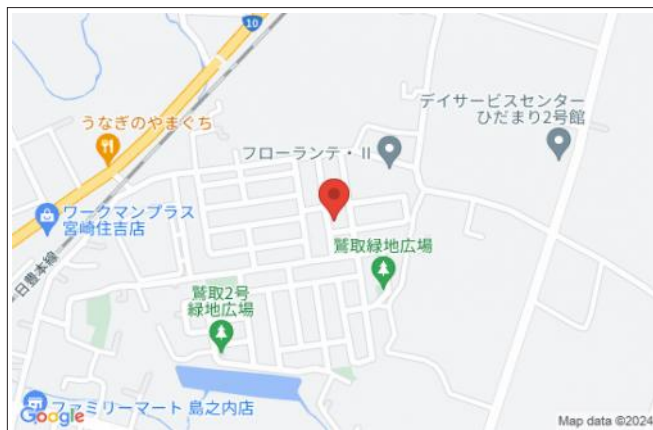 10
うなぎのやまぐち
デイサービスセンター
ひだまり2号館
フローランテ・Ⅱ
ワークマンプラス
宮崎住吉店
日豊本線
鷲取緑地広場
鷲取2号
緑地広場
ファミリーマート 島之内店
Google
Map data ©2024